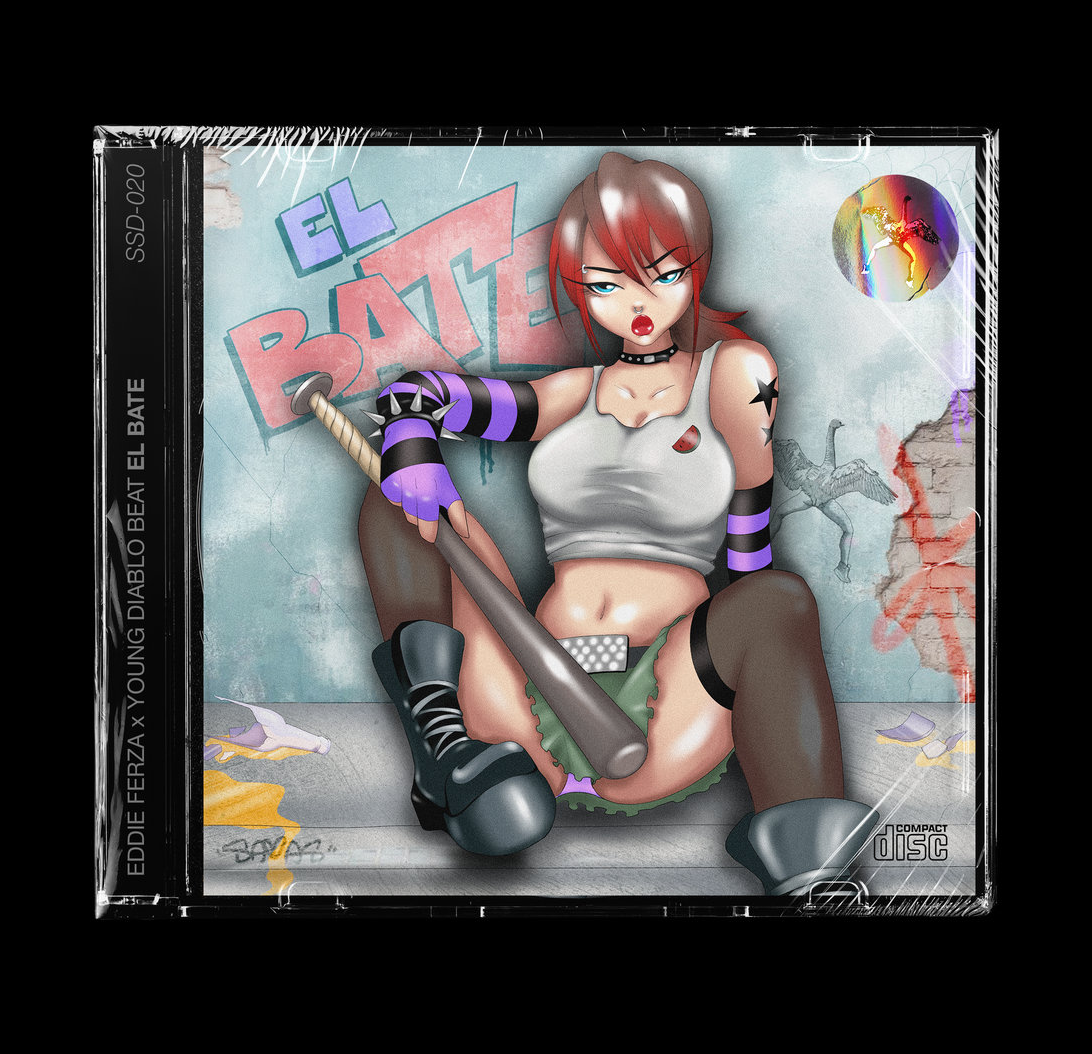 SSD-020
EDDIE FERZA x YOUNG DIABLO BEAT EL BATE
EL
BATE
COMPACT
disc